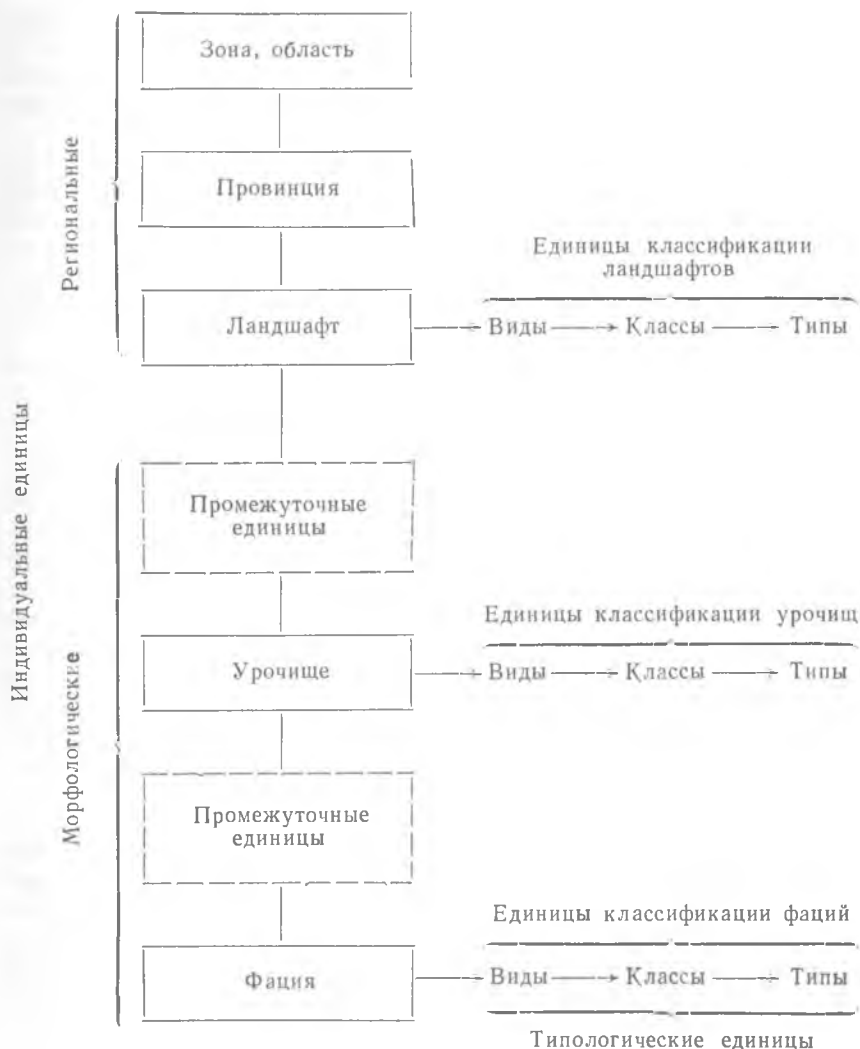 Зона, область
Региональные
Провинция
Единицы классификации
ландшафтов
Ландшафт
Виды Классы Типы
Индивидуальные единицы
Промежуточные
единицы
Единицы классификации урочищ
Урочище
Виды Классы Типы
Морфологические
Промежуточные
единицы
Единицы классификации фаций
Фация
Виды Классы Типы
Типологические единицы